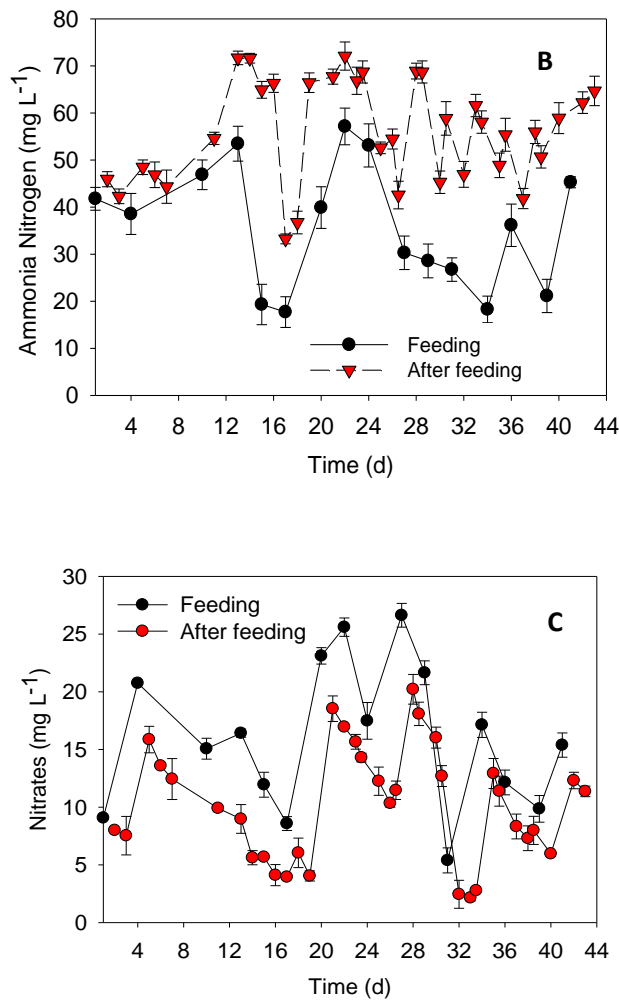 80
70
60
50
40
30
20
10
0
Ammonia Nitrogen (mg L⁻¹)
B
Feeding
After feeding
4 8 12 16 20 24 28 32 36 40 44
Time (d)
30
25
20
15
10
5
0
Nitrates (mg L⁻¹)
Feeding
After feeding
C
4 8 12 16 20 24 28 32 36 40 44
Time (d)